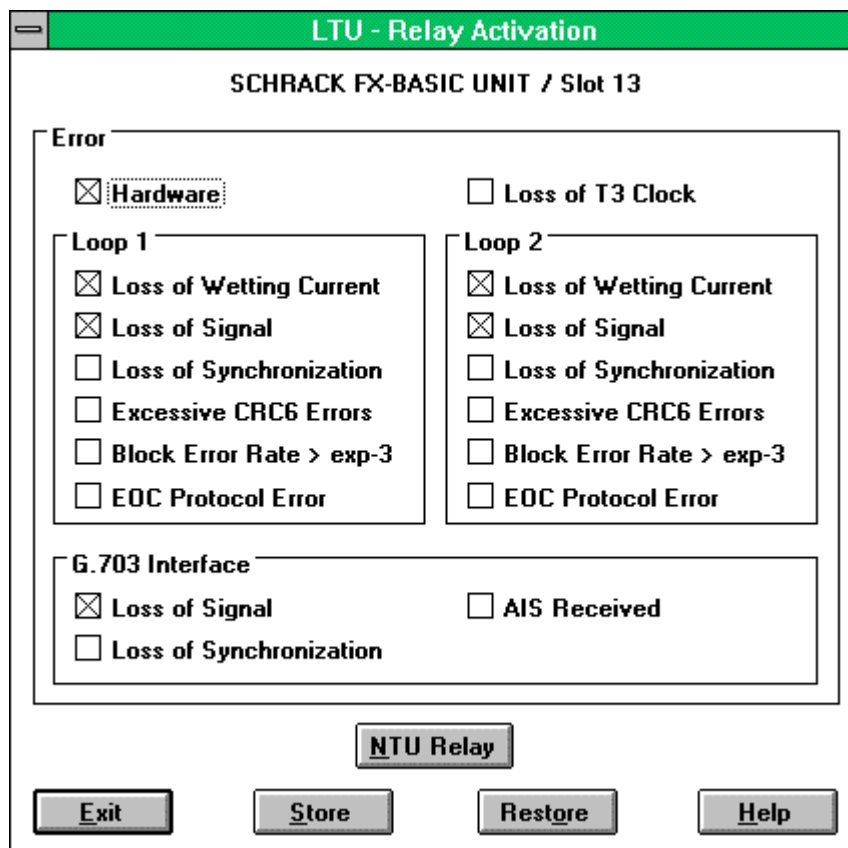 LTU - Relay Activation
SCHRACK FX-BASIC UNIT / Slot 13
Error
Hardware
Loss of T3 Clock
Loop 1
Loss of Wetting Current
Loss of Signal
Loss of Synchronization
Excessive CRC6 Errors
Block Error Rate > exp-3
EOC Protocol Error
Loop 2
Loss of Wetting Current
Loss of Signal
Loss of Synchronization
Excessive CRC6 Errors
Block Error Rate > exp-3
EOC Protocol Error
G.703 Interface
Loss of Signal
AIS Received
Loss of Synchronization
NTU Relay
Exit
Store
Restore
Help